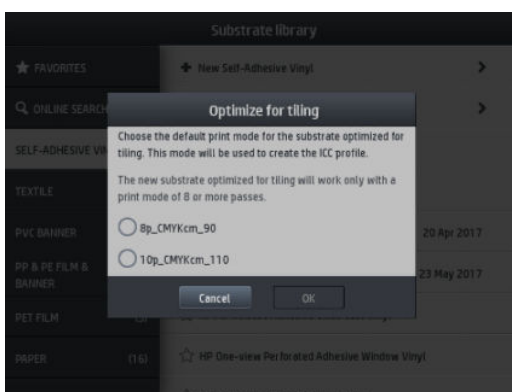 Substrate library
FAVORITES
New Self-Adhesive Vinyl
ONLINE SEARCH
Optimize for tiling
Choose the default print mode for the substrate optimized for
tiling. This mode will be used to create the ICC profile.
SELF-ADHESIVE VIN
The new substrate optimized for tiling will work only with a
print mode of 8 or more passes.
TEXTILE
8p_CMYKcm_90
PVC BANNER
20 Apr 2017
10p_CMYKcm_110
PP & PE FILM &
BANNER
23 May 2017
Cancel
OK
PET FILM
PAPER (16)
HP One-view Perforated Adhesive Window Vinyl